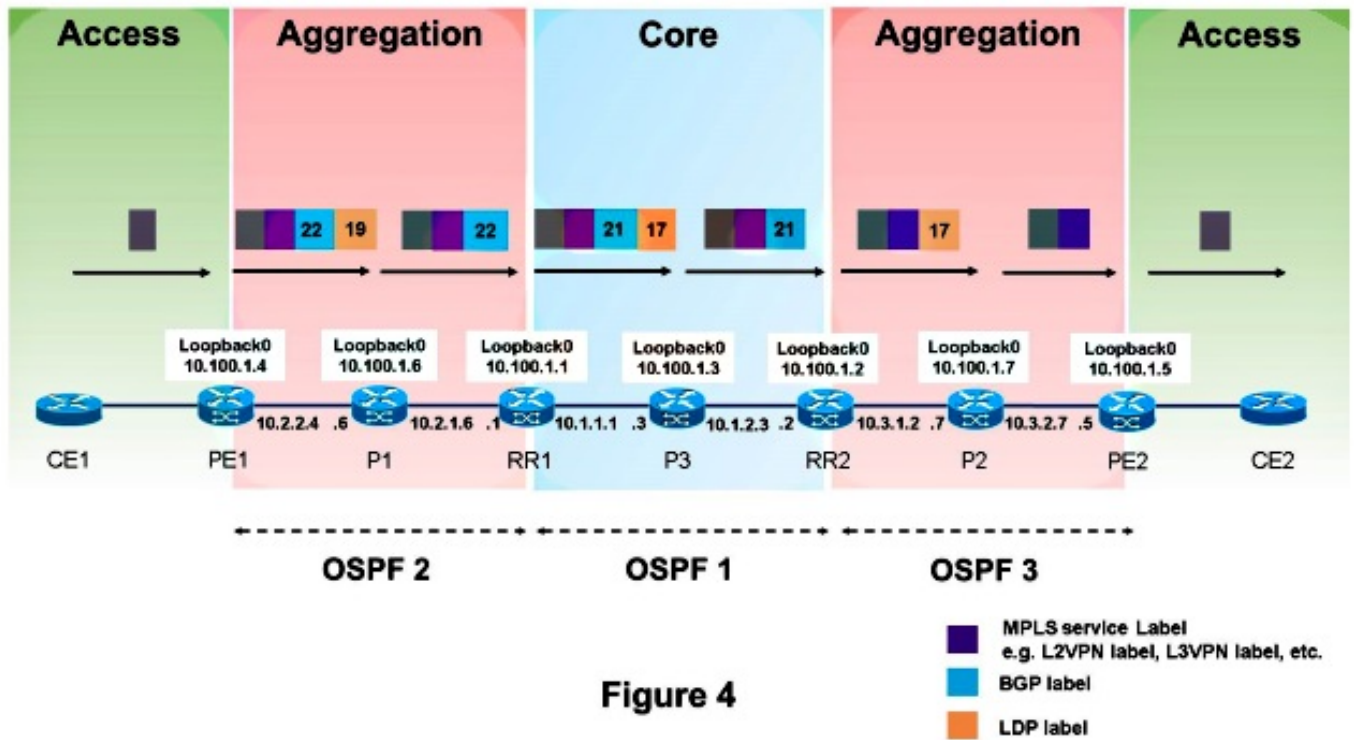 Access
Aggregation
Core
Aggregation
Access
22 19
22
21 17
21
17
Loopback0
10.100.1.4
Loopback0
10.100.1.6
Loopback0
10.100.1.1
Loopback0
10.100.1.3
Loopback0
10.100.1.2
Loopback0
10.100.1.7
Loopback0
10.100.1.5
10.2.2.4 .6
10.2.1.6 .1
10.1.1.1 .3
10.1.2.3 .2
10.3.1.2 .7
10.3.2.7 .5
CE1
PE1
P1
RR1
P3
RR2
P2
PE2
CE2
OSPF 2
OSPF 1
OSPF 3
MPLS service Label
e.g. L2VPN label, L3VPN label, etc.
BGP label
LDP label
Figure 4